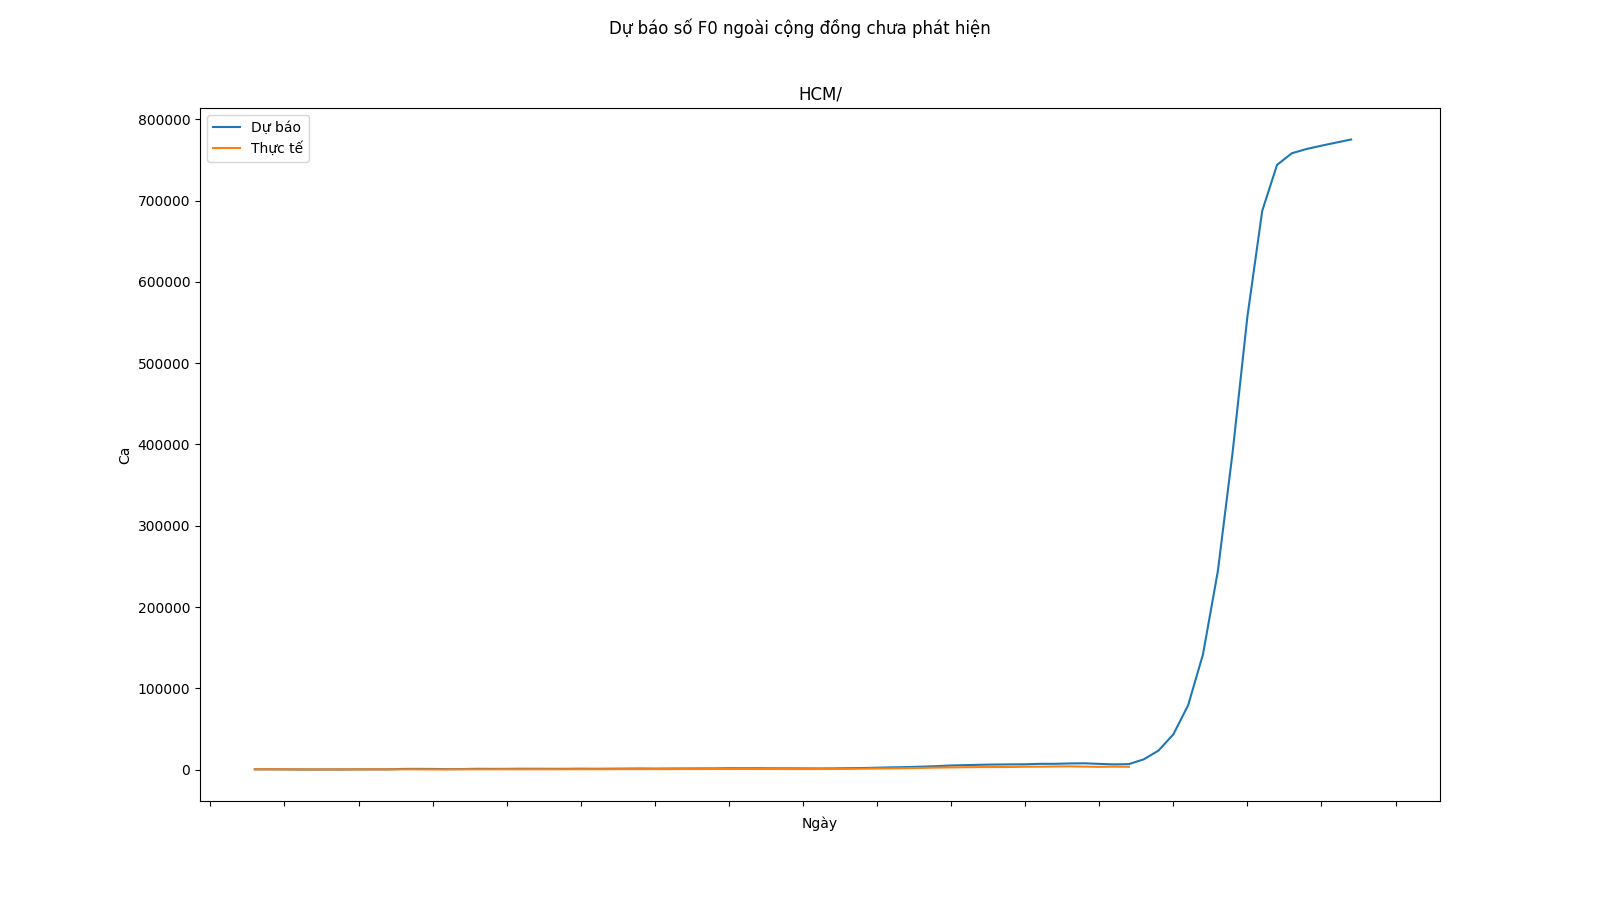 Dự báo số F0 ngoài cộng đồng chưa phát hiện
HCM/
800000
700000
600000
500000
400000
300000
200000
100000
0
Ca
Dự báo
Thực tế
Ngày